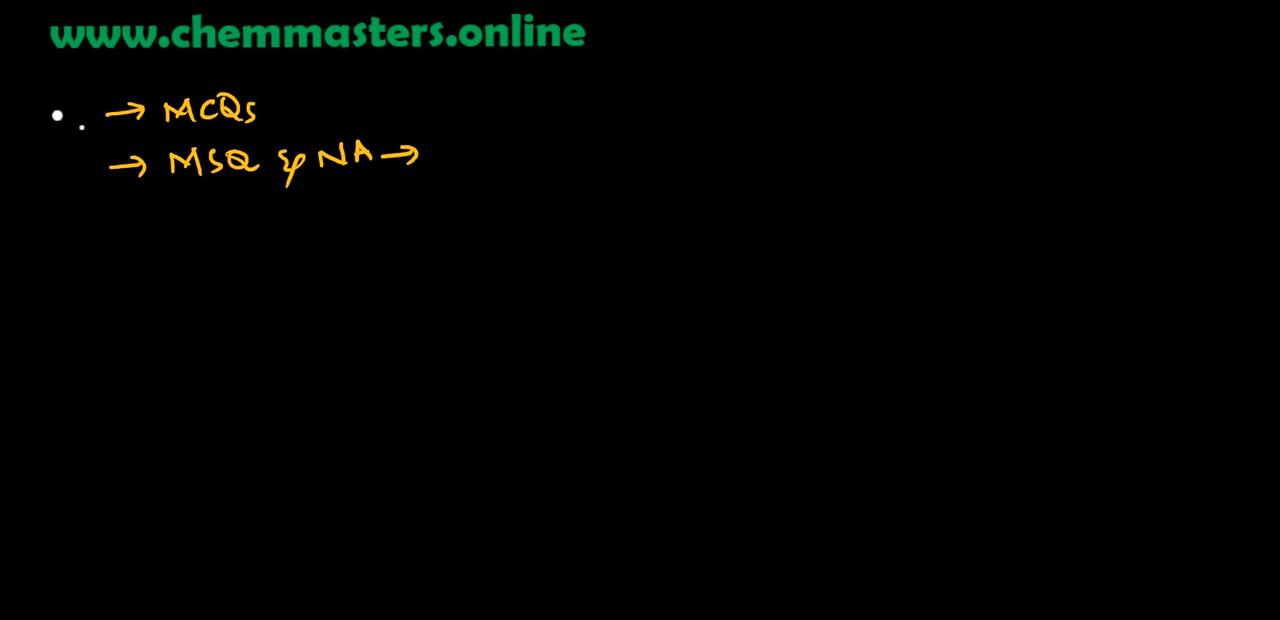 www.chemmasters.online
→ MCQs
→ MSQ & NA →